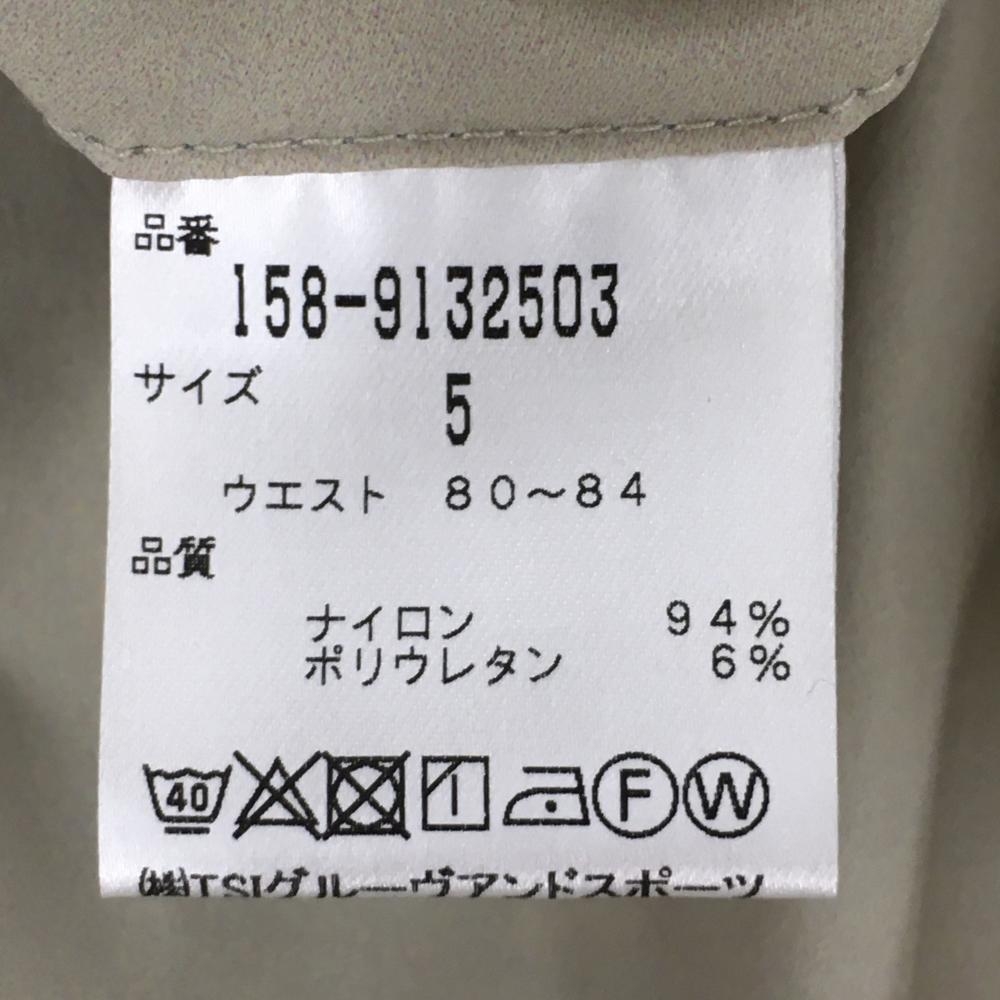 品番
158-9132503
サイズ 5
ウエスト 80～84
品質
ナイロン 94%
ポリウレタン 6%
40 F W
㈱TSIグルーヴアンドスポーツ